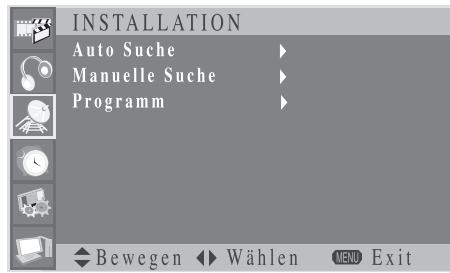 INSTALLATION
Auto Suche
Manuelle Suche
Programm
Bewegen Wählen MENU Exit